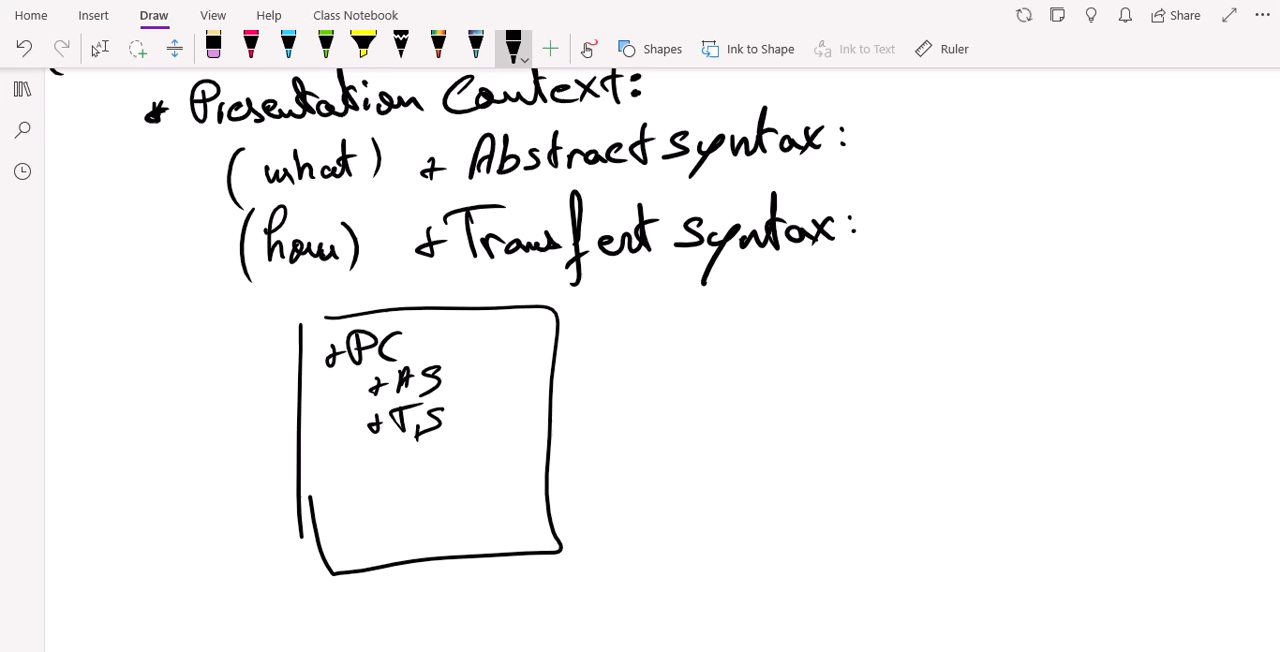 Home Insert Draw View Help Class Notebook
Share
Shapes Ink to Shape Ink to Text Ruler
* Presentation Context:
(what) + Abstract syntax:
(how) + Transfert syntax:
+ PC
+ AS
+ TS